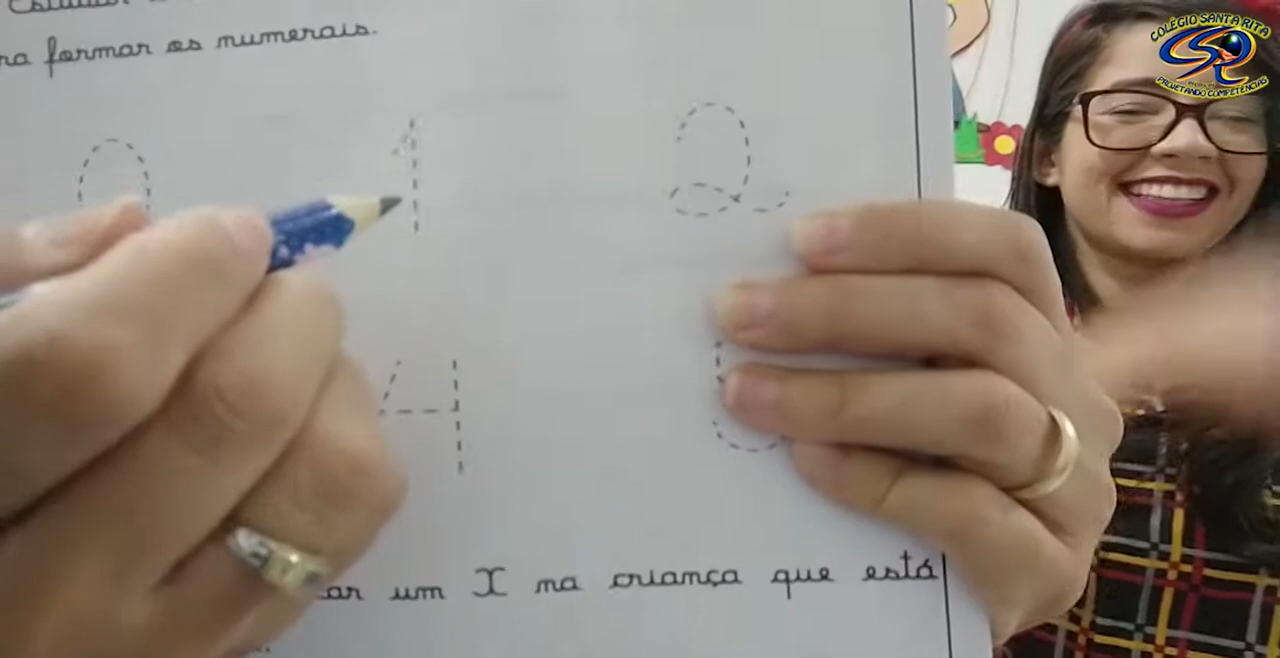 formar os numerais.
0 1 2
4
um X na criança que está
COLÉGIO SANTA RITA
PROJETANDO COMPETÊNCIAS